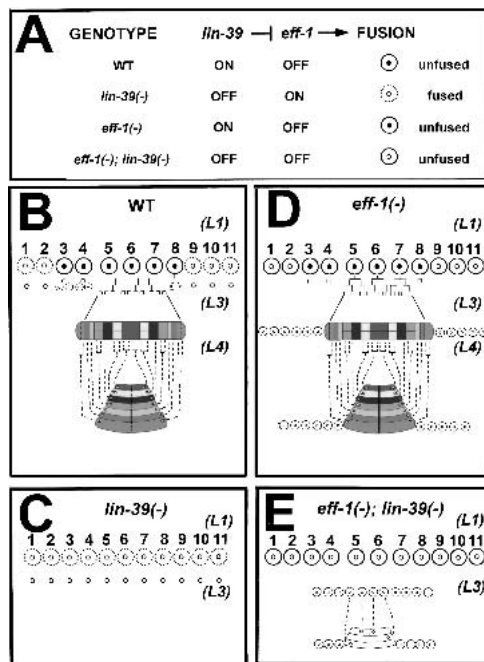 A
GENOTYPE lin-39 eff-1 FUSION
WT ON OFF unfused
lin-39(-) OFF ON fused
eff-1(-) ON OFF unfused
eff-1(-); lin-39(-) OFF OFF unfused
B WT
(L1)
1 2 3 4 5 6 7 8 9 10 11
(L3)
(L4)
D eff-1(-)
(L1)
1 2 3 4 5 6 7 8 9 10 11
(L3)
(L4)
C lin-39(-)
(L1)
1 2 3 4 5 6 7 8 9 10 11
(L3)
E eff-1(-); lin-39(-)
(L1)
1 2 3 4 5 6 7 8 9 10 11
(L3)